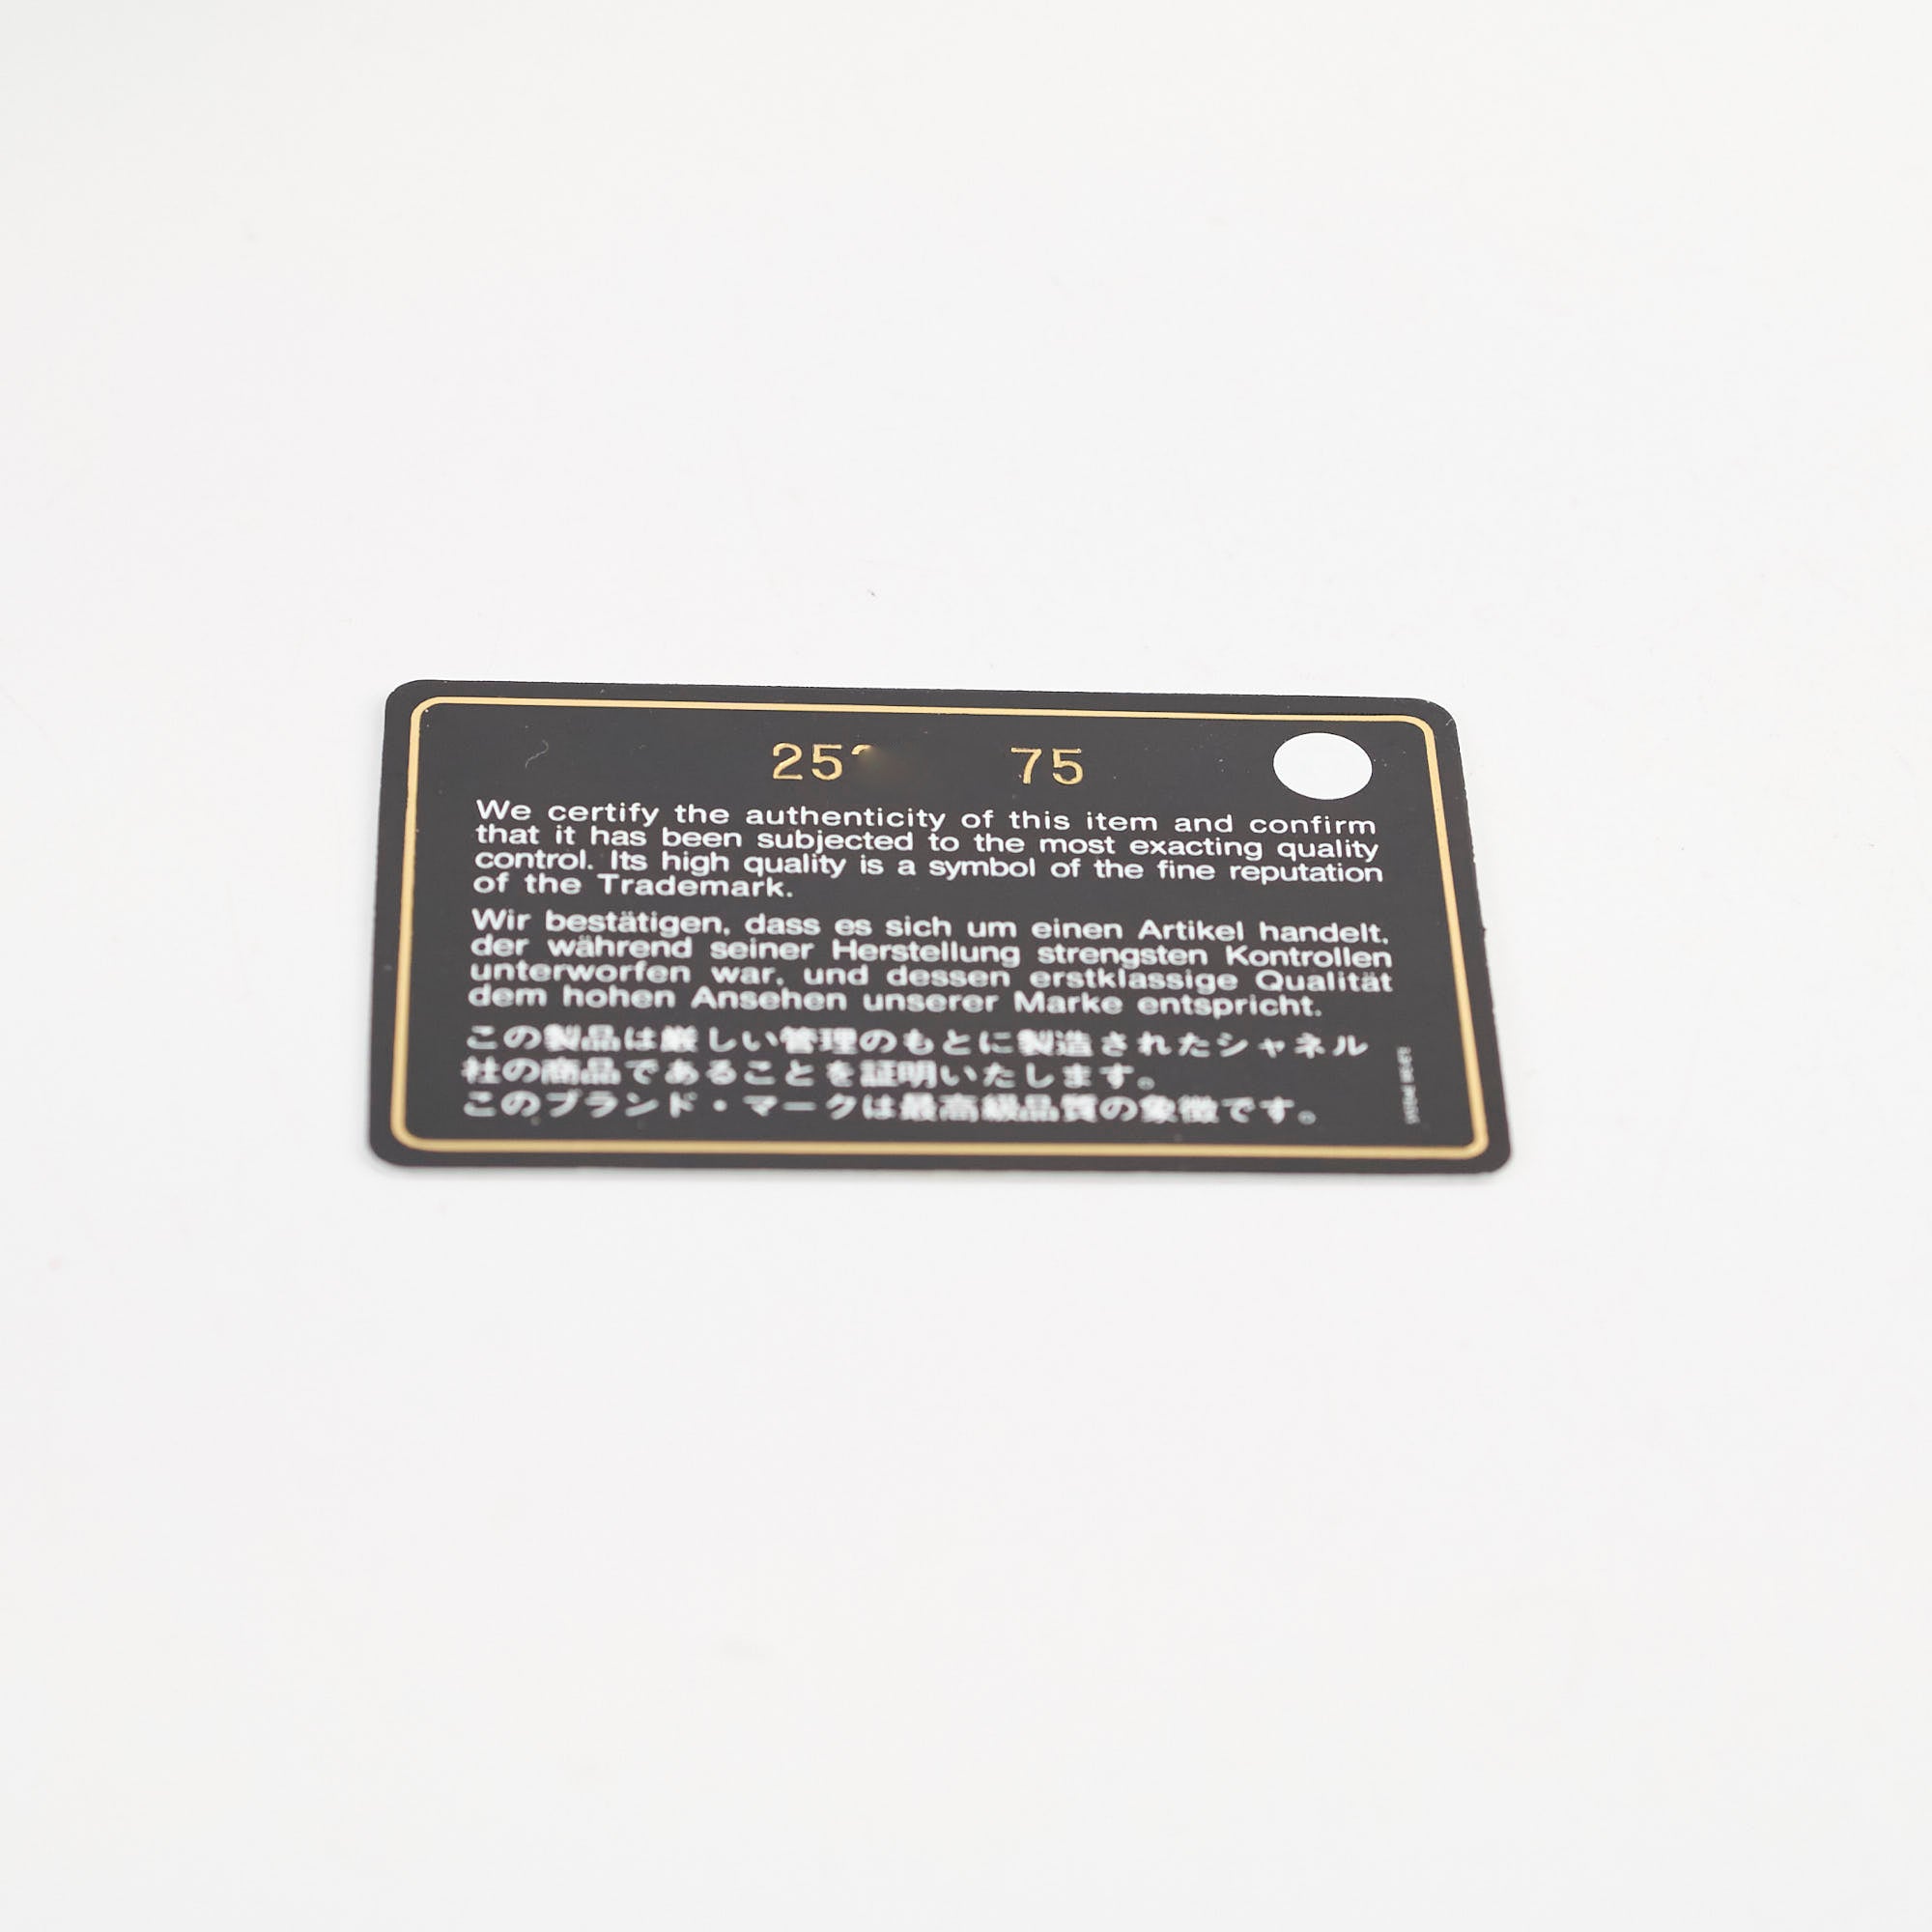 25 75
We certify the authenticity of this item and confirm
that it has been subjected to the most exacting quality
control. Its high quality is a symbol of the fine reputation
of the Trademark.
Wir bestätigen, dass es sich um einen Artikel handelt,
der während seiner Herstellung strengsten Kontrollen
unterworfen war, und dessen erstklassige Qualität
dem hohen Ansehen unserer Marke entspricht.
この製品は厳しい管理のもとに製造されたシャネル
社の商品であることを証明いたします。
このブランド・マークは最高級品質の象徴です。